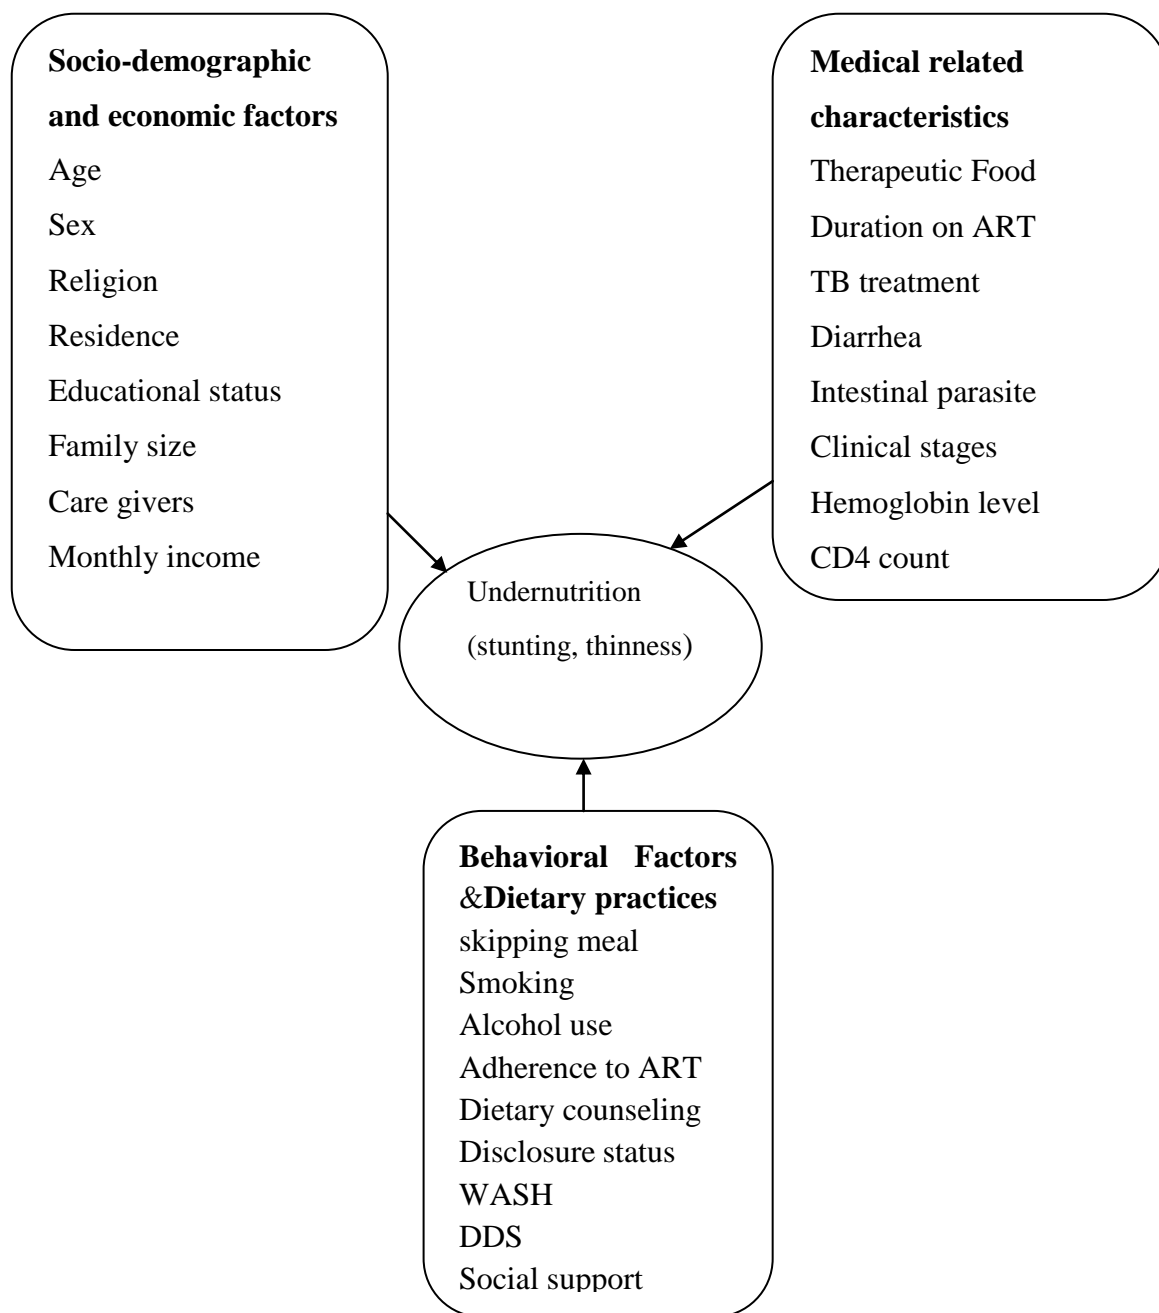 Socio-demographic
and economic factors
Age
Sex
Religion
Residence
Educational status
Family size
Care givers
Monthly income
Medical related
characteristics
Therapeutic Food
Duration on ART
TB treatment
Diarrhea
Intestinal parasite
Clinical stages
Hemoglobin level
CD4 count
Undernutrition
(stunting, thinness)
Behavioral Factors
&Dietary practices
skipping meal
Smoking
Alcohol use
Adherence to ART
Dietary counseling
Disclosure status
WASH
DDS
Social support